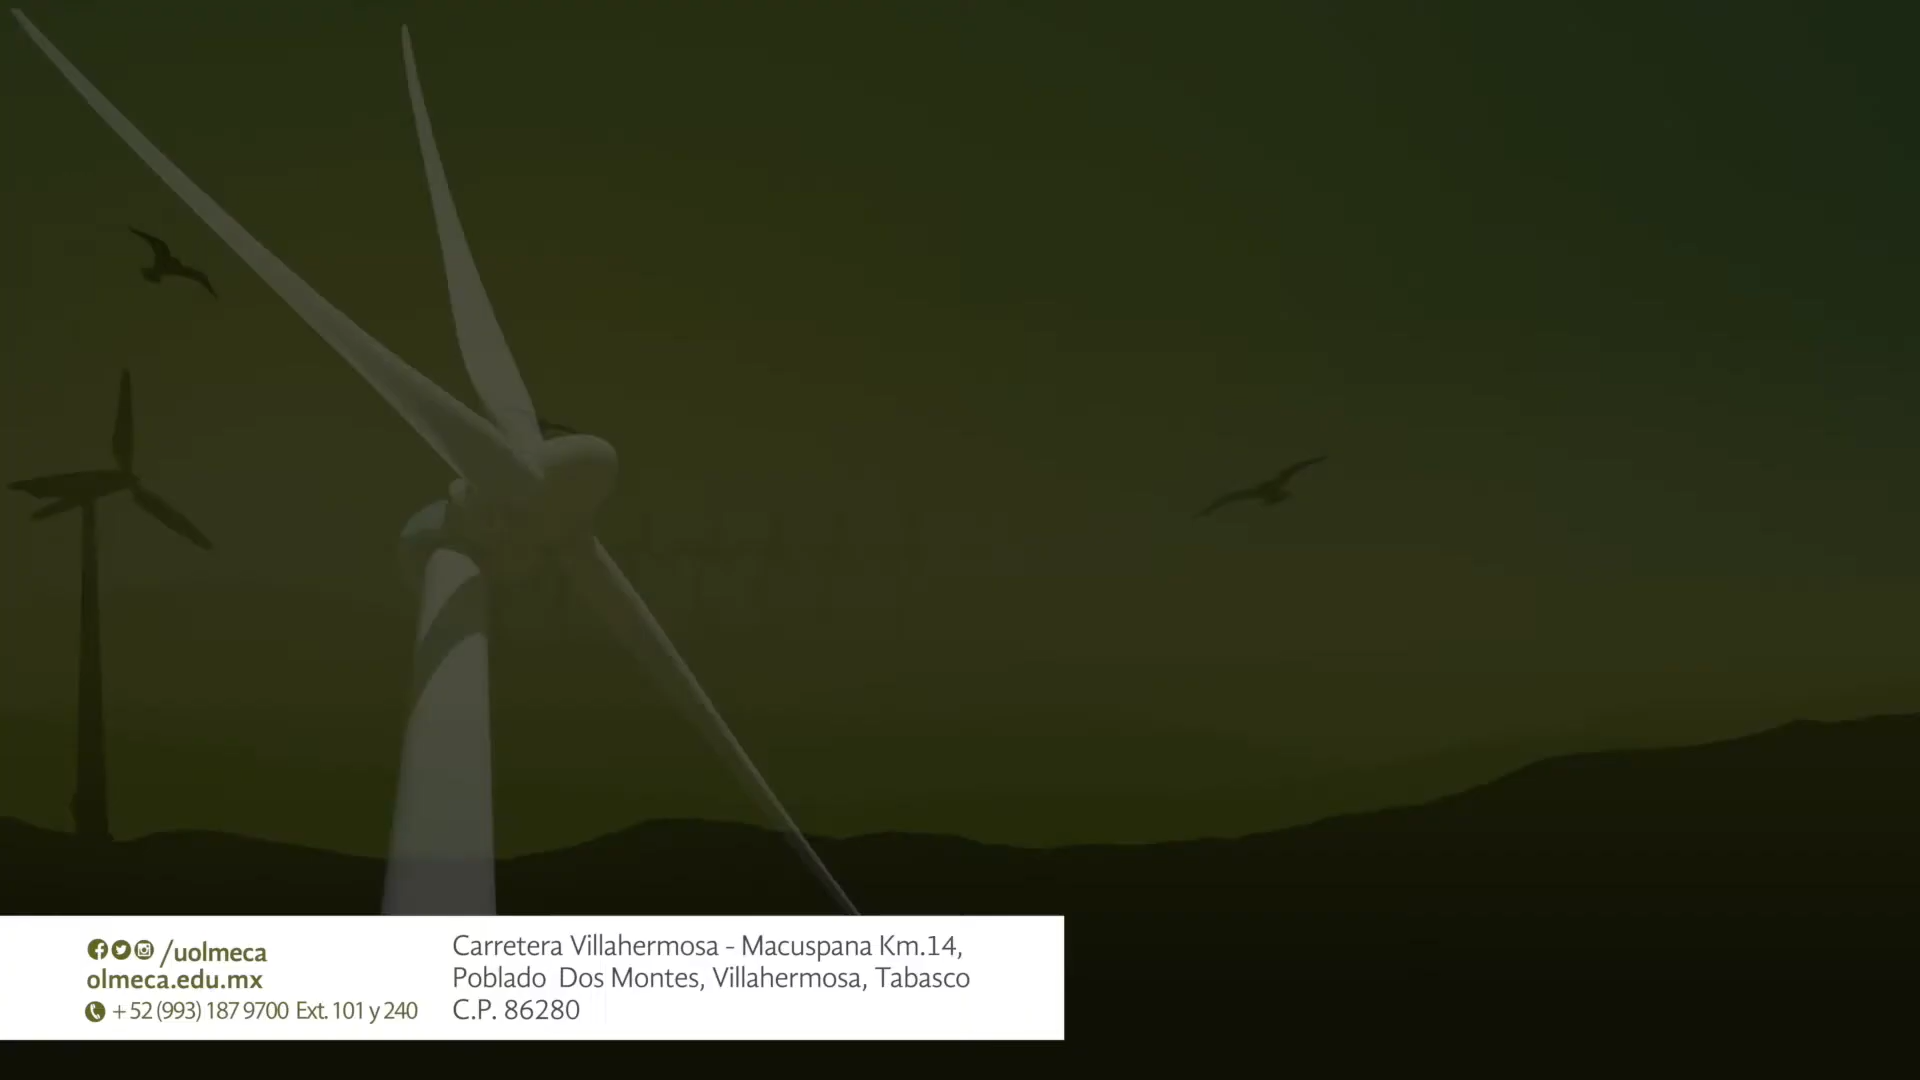 /uolmeca
olmeca.edu.mx
+ 52 (993) 187 9700 Ext. 101 y 240
Carretera Villahermosa - Macuspana Km.14,
Poblado Dos Montes, Villahermosa, Tabasco
C.P. 86280